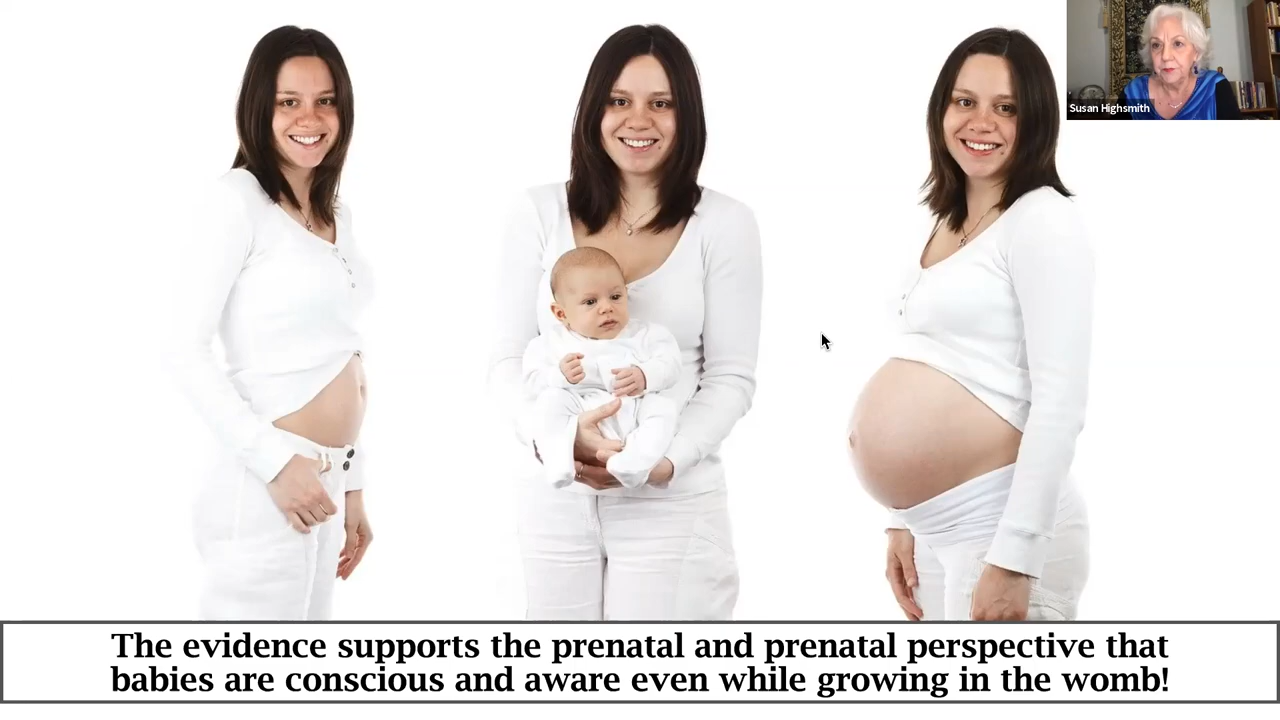 Susan Highsmith
The evidence supports the prenatal and prenatal perspective that
babies are conscious and aware even while growing in the womb!